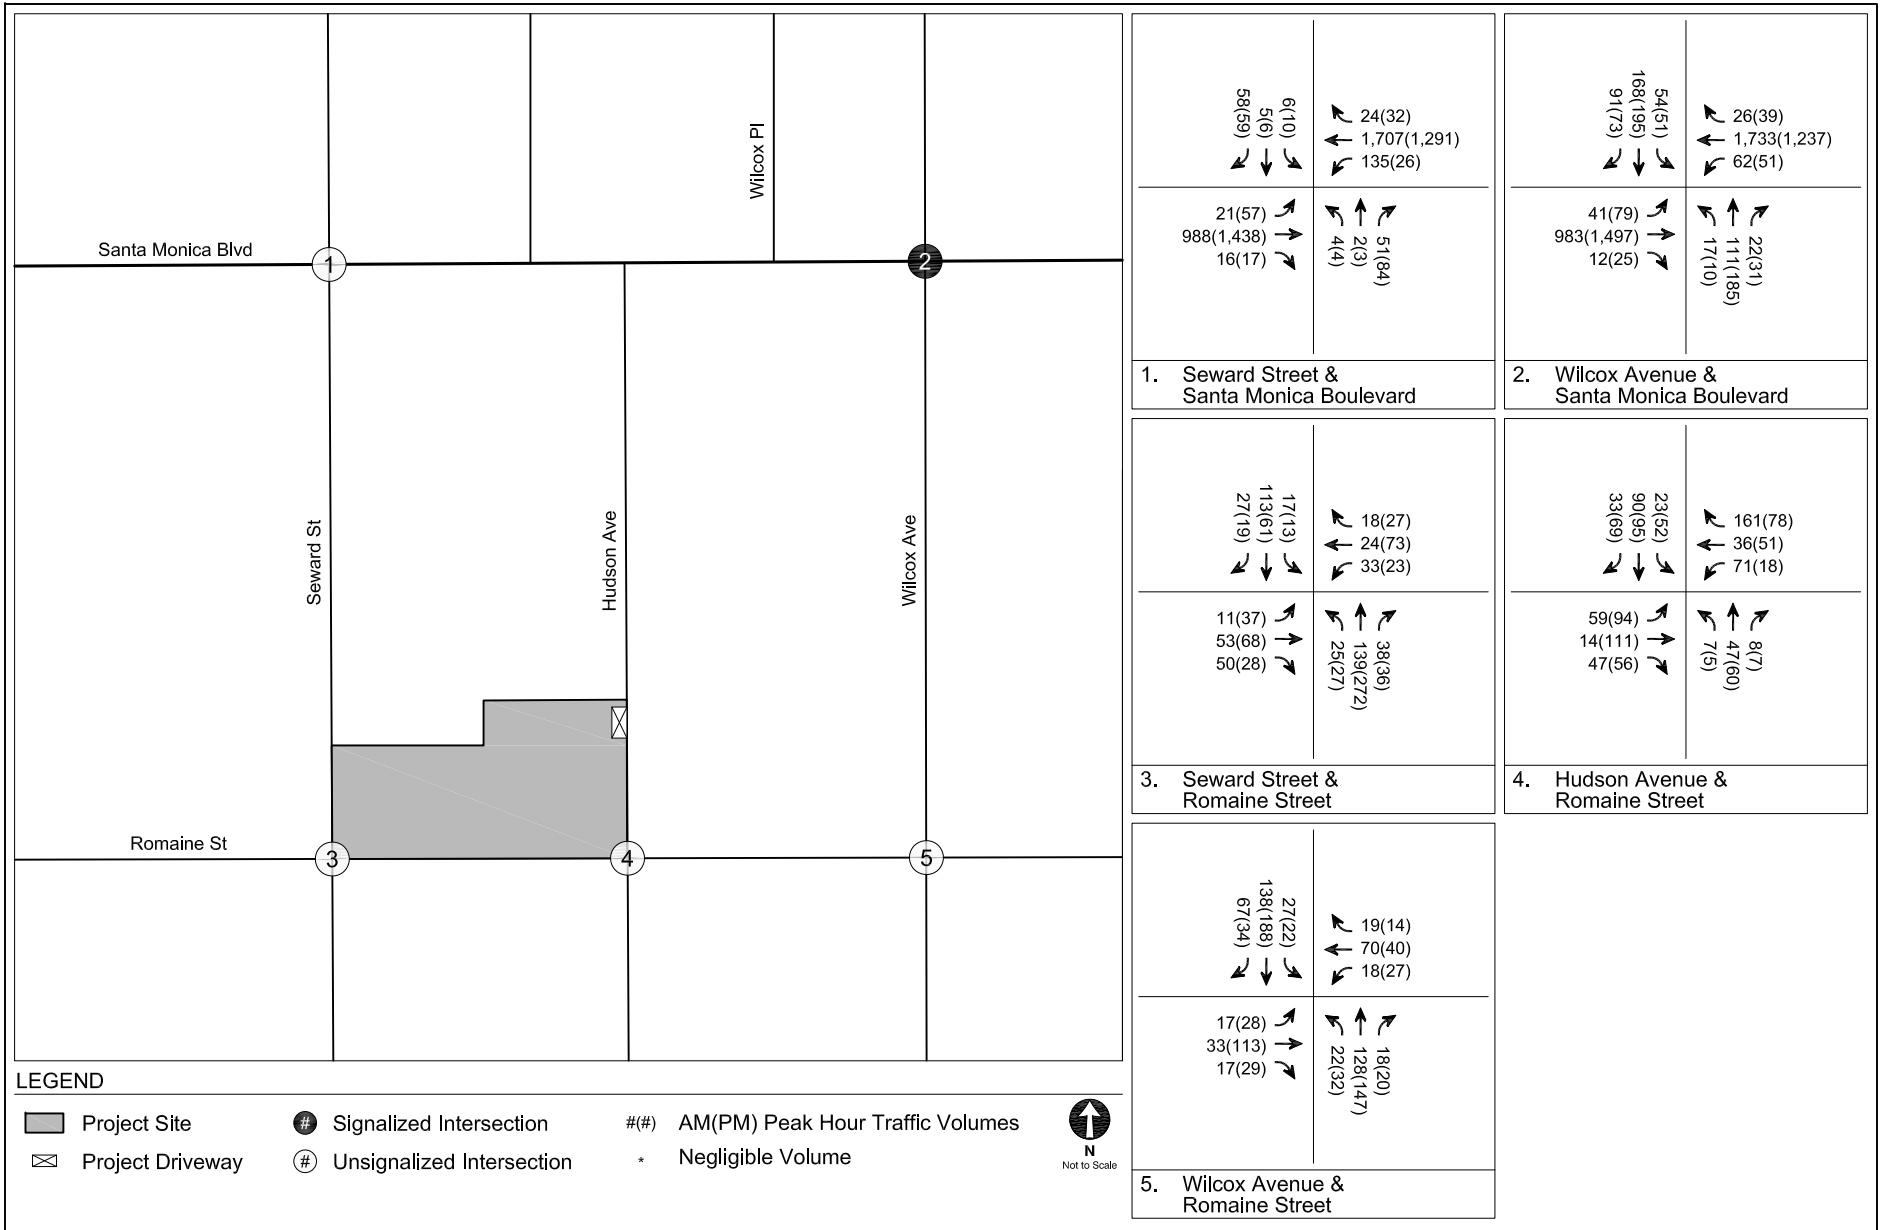 Wilcox Pl
Santa Monica Blvd
1
2
Seward St
Hudson Ave
Wilcox Ave
Romaine St
3
4
5
58(59)
5(6)
6(10)
24(32)
1,707(1,291)
135(26)
21(57)
988(1,438)
16(17)
4(4)
2(3)
51(84)
1. Seward Street &
Santa Monica Boulevard
91(73)
168(195)
54(51)
26(39)
1,733(1,237)
62(51)
41(79)
983(1,497)
12(25)
17(10)
111(185)
22(31)
2. Wilcox Avenue &
Santa Monica Boulevard
27(19)
113(61)
17(13)
18(27)
24(73)
33(23)
11(37)
53(68)
50(28)
25(27)
139(272)
38(36)
3. Seward Street &
Romaine Street
33(69)
90(95)
23(52)
161(78)
36(51)
71(18)
59(94)
14(111)
47(56)
7(5)
47(60)
8(7)
4. Hudson Avenue &
Romaine Street
67(34)
138(188)
27(22)
19(14)
70(40)
18(27)
17(28)
33(113)
17(29)
22(32)
128(147)
18(20)
5. Wilcox Avenue &
Romaine Street
LEGEND
Project Site
# Signalized Intersection
#(#) AM(PM) Peak Hour Traffic Volumes
Project Driveway
# Unsignalized Intersection
* Negligible Volume
N
Not to Scale